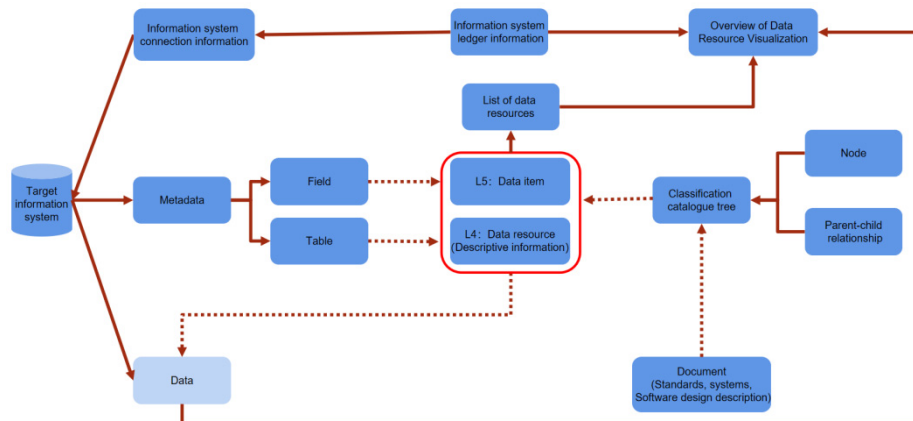 Information system
connection information
Information system
ledger information
Overview of Data
Resource Visualization
List of data
resources
Target
information
system
Metadata
Field
Table
L5：Data item
L4：Data resource
(Descriptive information)
Classification
catalogue tree
Node
Parent-child
relationship
Data
Document
(Standards, systems,
Software design description)